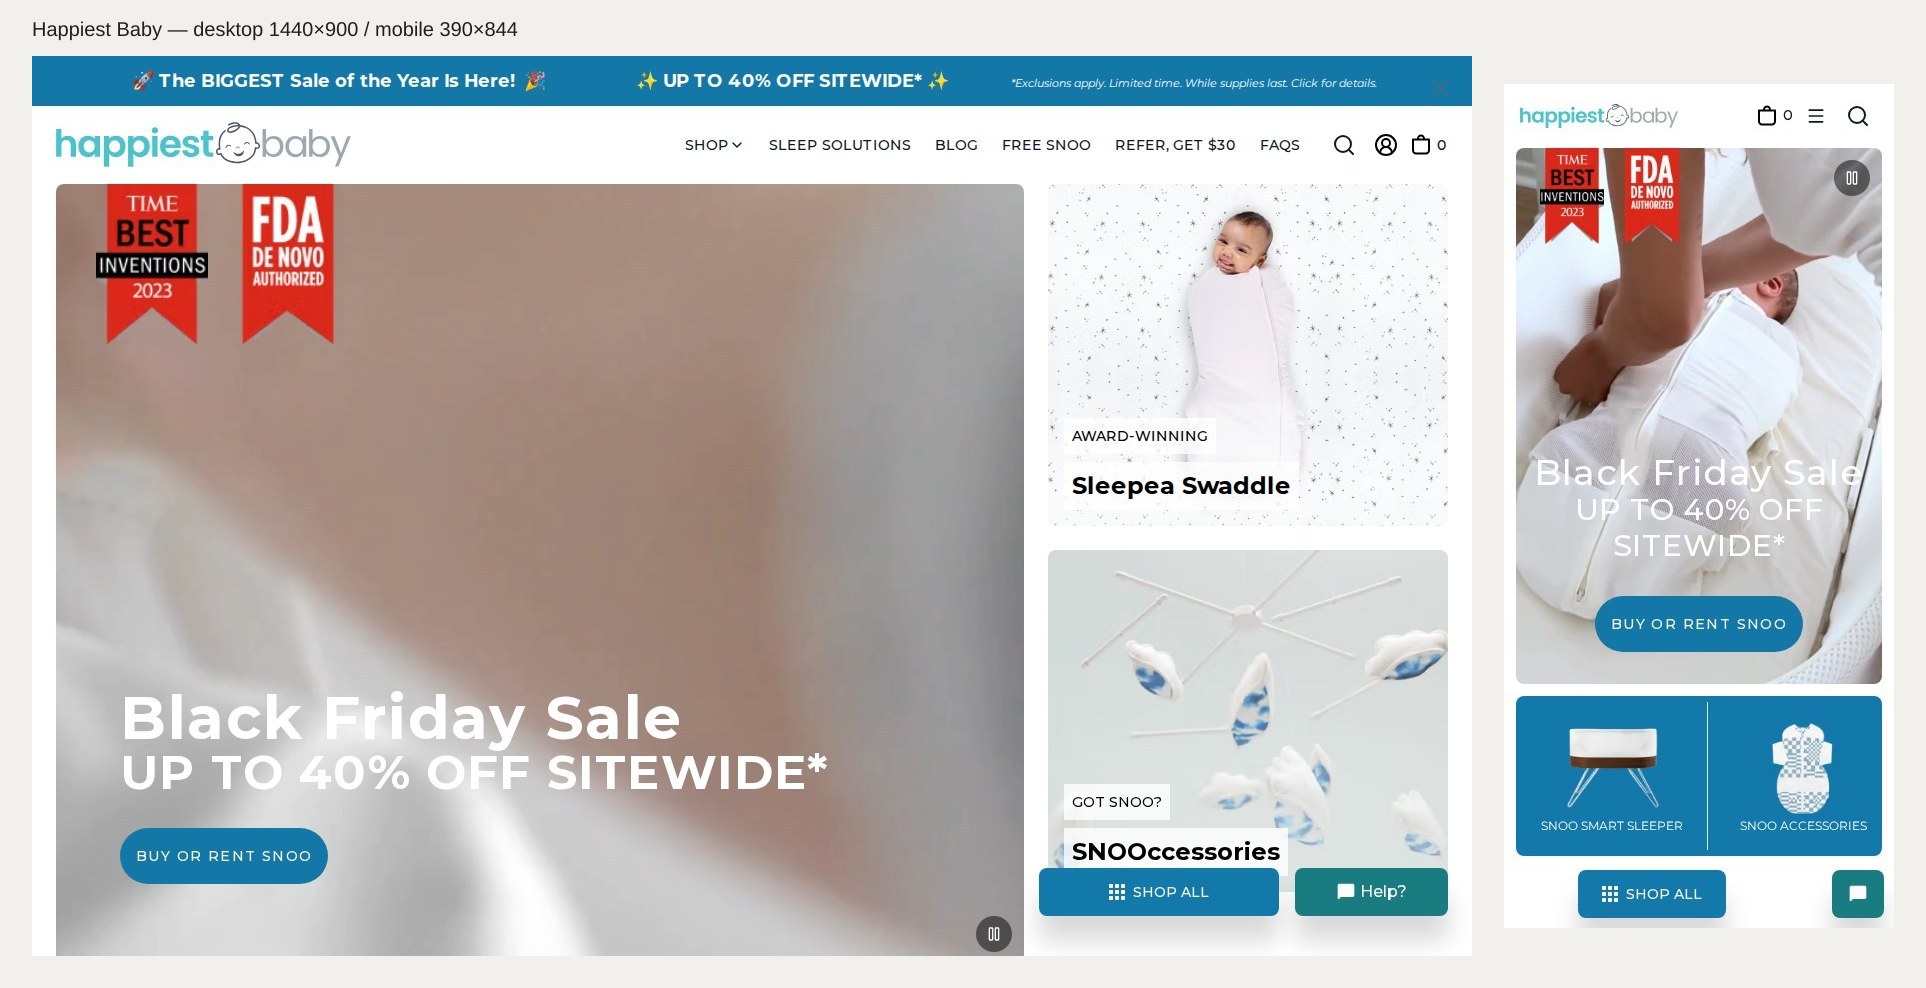 Happiest Baby — desktop 1440×900 / mobile 390×844
🚀 The BIGGEST Sale of the Year Is Here! 🎉
✨ UP TO 40% OFF SITEWIDE* ✨
*Exclusions apply. Limited time. While supplies last. Click for details.
happiest baby
SHOP
SLEEP SOLUTIONS
BLOG
FREE SNOO
REFER, GET $30
FAQS
0
TIME
BEST
INVENTIONS
2023
FDA
DE NOVO
AUTHORIZED
Black Friday Sale
UP TO 40% OFF SITEWIDE*
BUY OR RENT SNOO
AWARD-WINNING
Sleepea Swaddle
GOT SNOO?
SNOOccessories
SHOP ALL
Help?
happiest baby
0
TIME
BEST
INVENTIONS
2023
FDA
DE NOVO
AUTHORIZED
Black Friday Sale
UP TO 40% OFF
SITEWIDE*
BUY OR RENT SNOO
SNOO SMART SLEEPER
SNOO ACCESSORIES
SHOP ALL